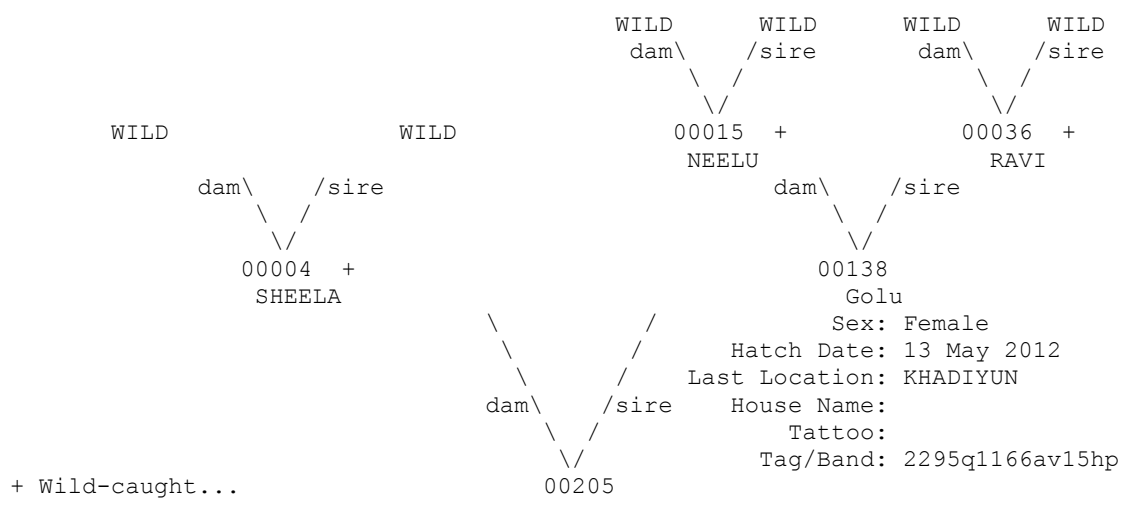 WILD WILD WILD WILD
dam\ /sire dam\ /sire
\ / \ /
\/ \/
WILD WILD 00015 + 00036 +
NEELU RAVI
dam\ /sire dam\ /sire
\ / \ /
\/ \/
00004 + 00138
SHEELA Golu
\ / Sex: Female
\ / Hatch Date: 13 May 2012
\ / Last Location: KHADIYUN
dam\ /sire House Name:
\ / Tattoo:
\/ Tag/Band: 2295q1166av15hp
+ Wild-caught... 00205